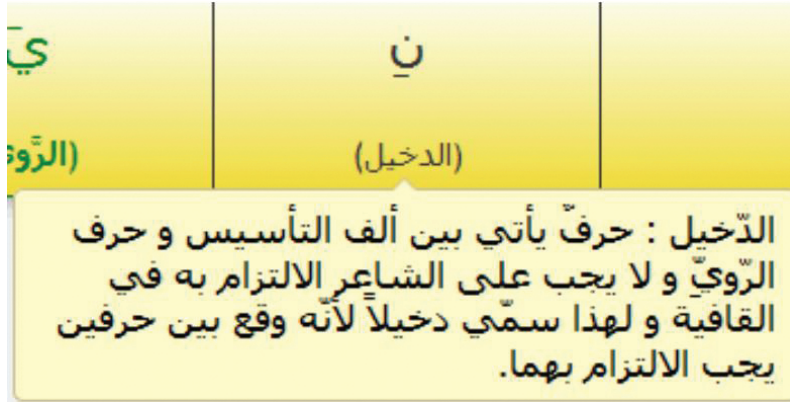 نِ يَ
(الدخيل) (الرَّوي
الدّخيل : حرفٌ يأتي بين ألف التأسيس و حرف
الرّويّ و لا يجب على الشاعر الالتزام به في
القافية و لهذا سمّي دخيلاً لأنّه وقع بين حرفين
يجب الالتزام بهما.